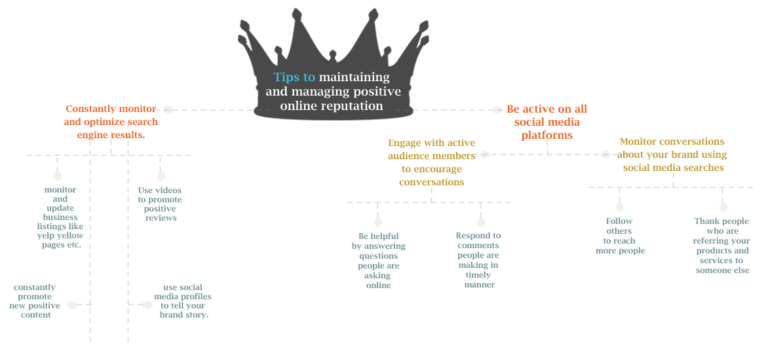 Tips to maintaining
and managing positive
online reputation
Constantly monitor
and optimize search
engine results.
monitor
and
update
business
listings like
yelp yellow
pages etc.
Use videos
to promote
positive
reviews
constantly
promote
new positive
content
use social
media profiles
to tell your
brand story.
Be active on all
social media
platforms
Engage with active
audience members
to encourage
conversations
Be helpful
by answering
questions
people are
asking
online
Respond to
comments
people are
making in
timely
manner
Monitor conversations
about your brand using
social media searches
Follow
others
to reach
more people
Thank people
who are
referring your
products and
services to
someone else